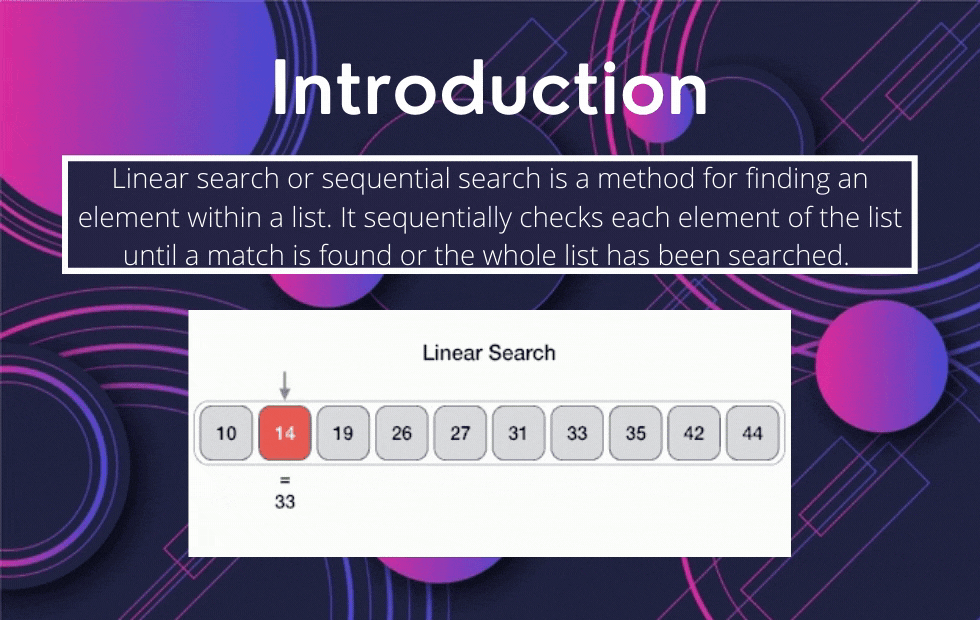 Introduction
Linear search or sequential search is a method for finding an
element within a list. It sequentially checks each element of the list
until a match is found or the whole list has been searched.
Linear Search
10 14 19 26 27 31 33 35 42 44
=
33